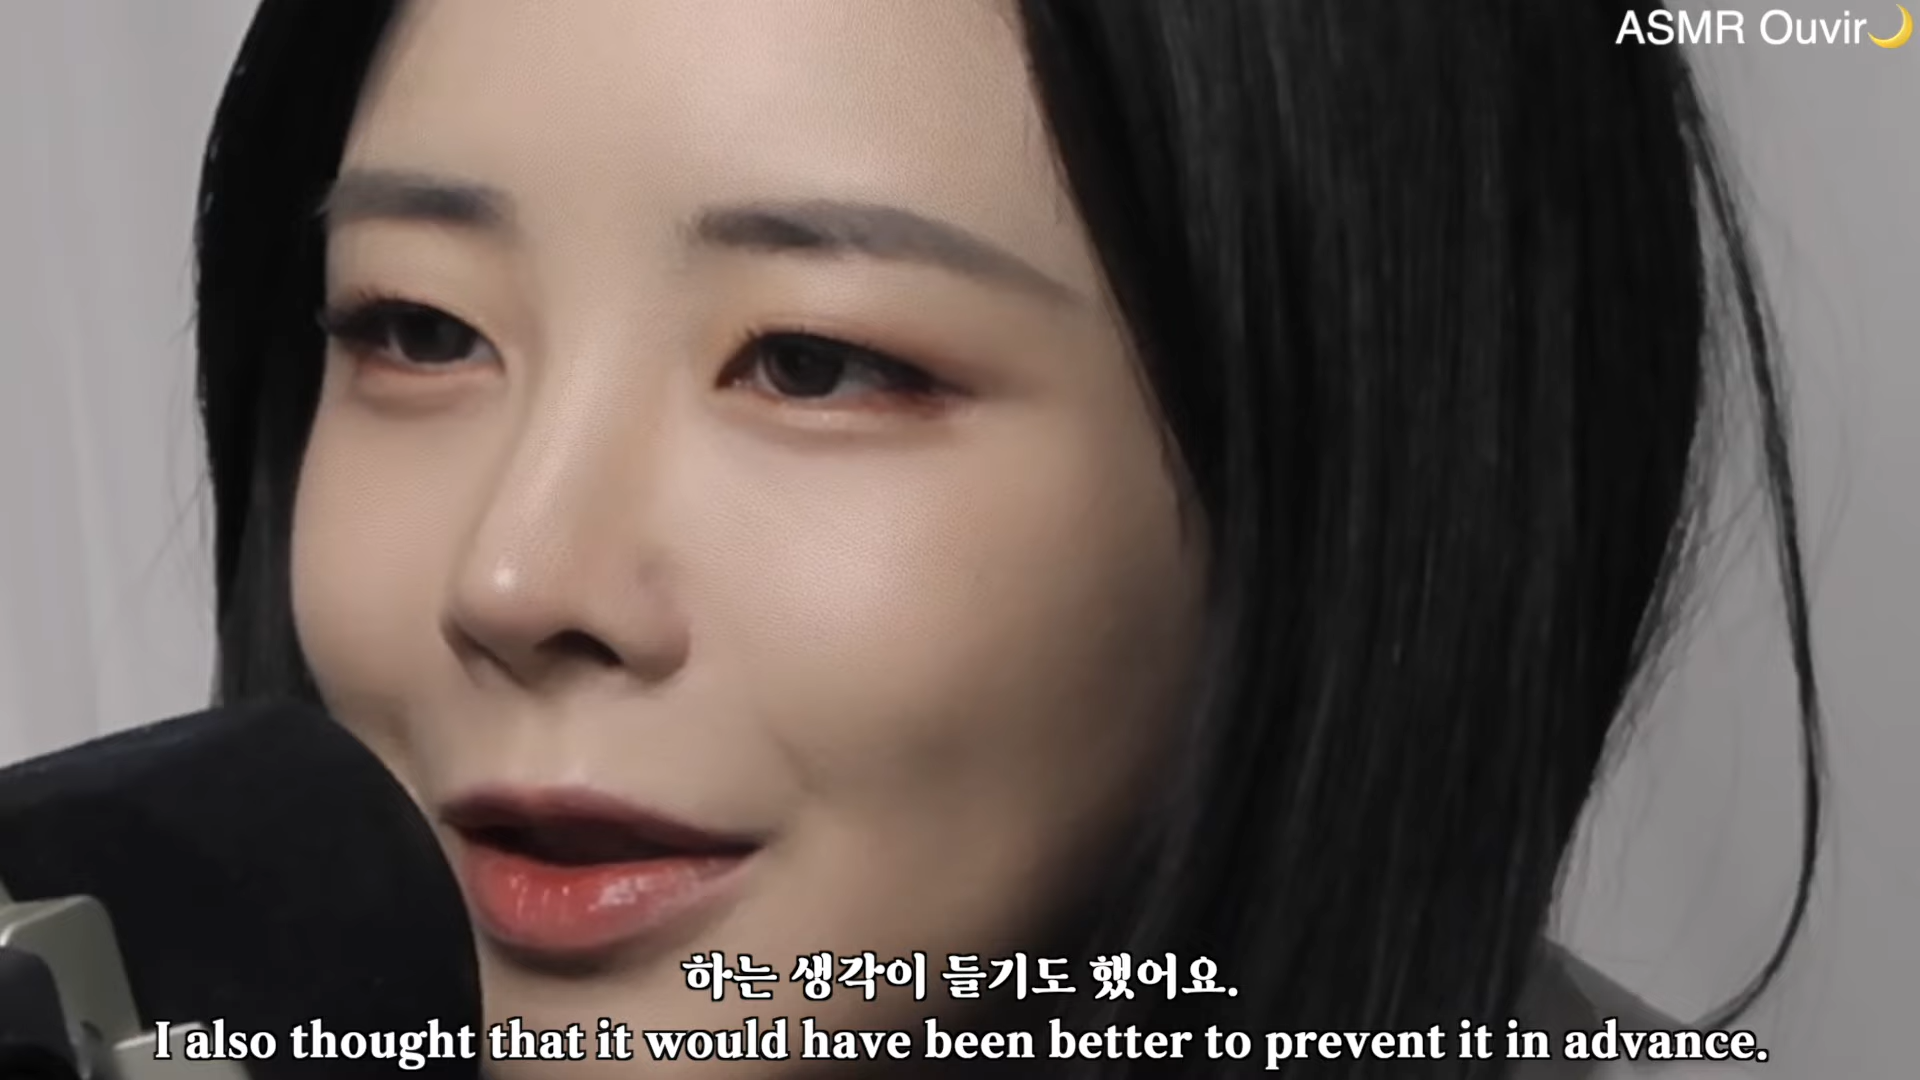 ASMR Ouvir🌙
하는 생각이 들기도 했어요.
I also thought that it would have been better to prevent it in advance.